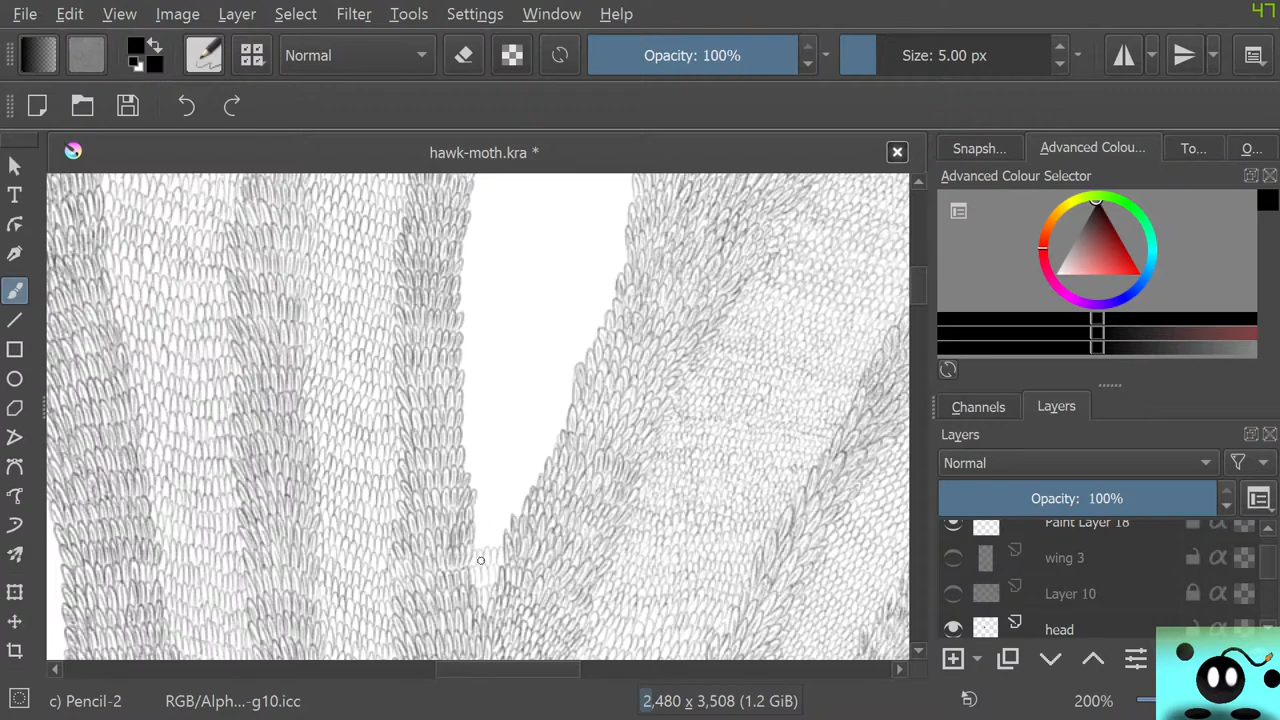 47
File Edit View Image Layer Select Filter Tools Settings Window Help
Normal Opacity: 100% Size: 5.00 px
hawk-moth.kra *
Snapsh... Advanced Colou... To... O...
Advanced Colour Selector
T
Channels Layers
Layers
Normal
Opacity: 100%
Paint Layer 18
wing 3
Layer 10
head
c) Pencil-2 RGB/Alph...-g10.icc 2,480 x 3,508 (1.2 GiB) 200%